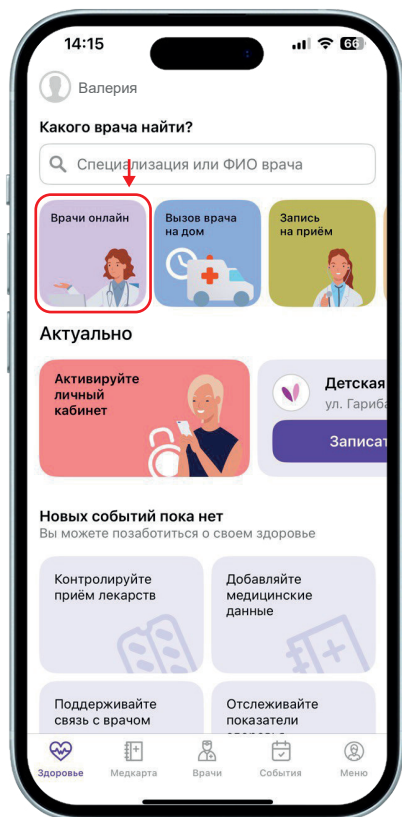 14:15
66
Валерия
Какого врача найти?
Специализация или ФИО врача
Врачи онлайн
Вызов врача
на дом
Запись
на приём
Актуально
Активируйте
личный
кабинет
Детская
ул. Гариба
Записат
Новых событий пока нет
Вы можете позаботиться о своем здоровье
Контролируйте
приём лекарств
Добавляйте
медицинские
данные
Поддерживайте
связь с врачом
Отслеживайте
показатели
Здоровье
Медкарта
Врачи
События
Меню